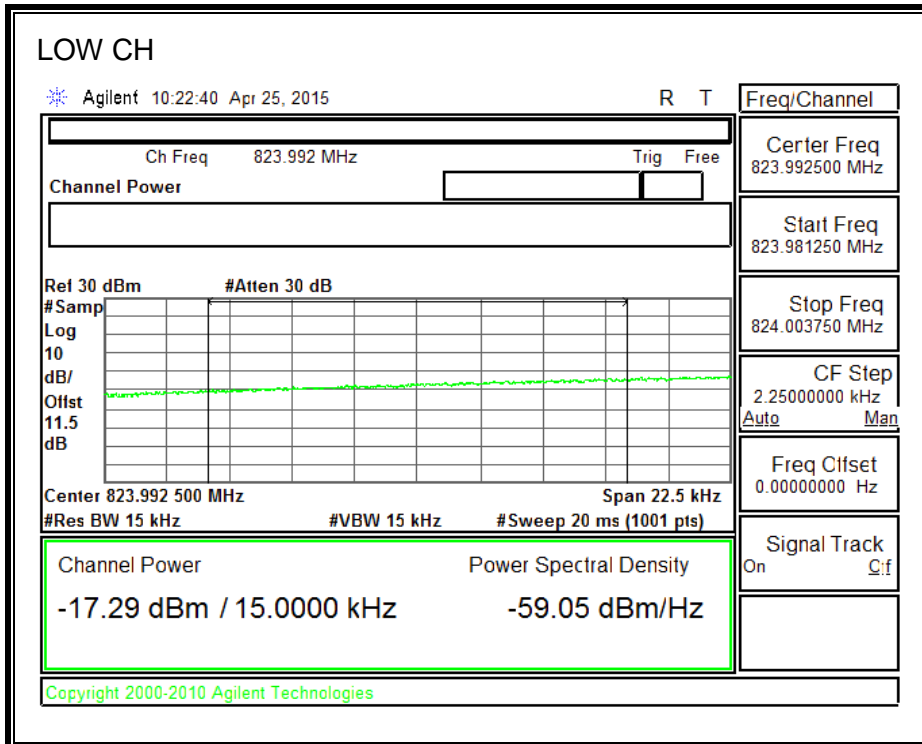 LOW CH
Agilent 10:22:40 Apr 25, 2015 R T
Freq/Channel
Ch Freq 823.992 MHz Trig Free
Channel Power
Center Freq
823.992500 MHz
Start Freq
823.981250 MHz
Stop Freq
824.003750 MHz
CF Step
2.25000000 kHz
Auto Man
Freq Offset
0.00000000 Hz
Signal Track
On Off
Ref 30 dBm #Atten 30 dB
#Samp
Log
10
dB/
Offst
11.5
dB
Center 823.992 500 MHz Span 22.5 kHz
#Res BW 15 kHz #VBW 15 kHz #Sweep 20 ms (1001 pts)
Channel Power Power Spectral Density
-17.29 dBm / 15.0000 kHz -59.05 dBm/Hz
Copyright 2000-2010 Agilent Technologies